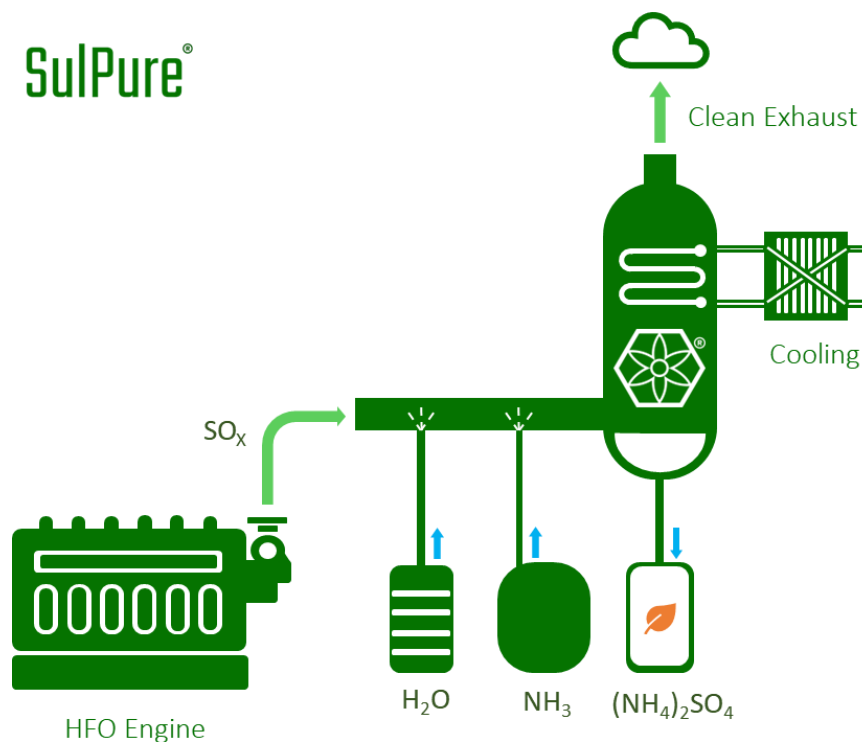 SulPure®
Clean Exhaust
®
Cooling
SOX
H2O
NH3
(NH4)2SO4
HFO Engine